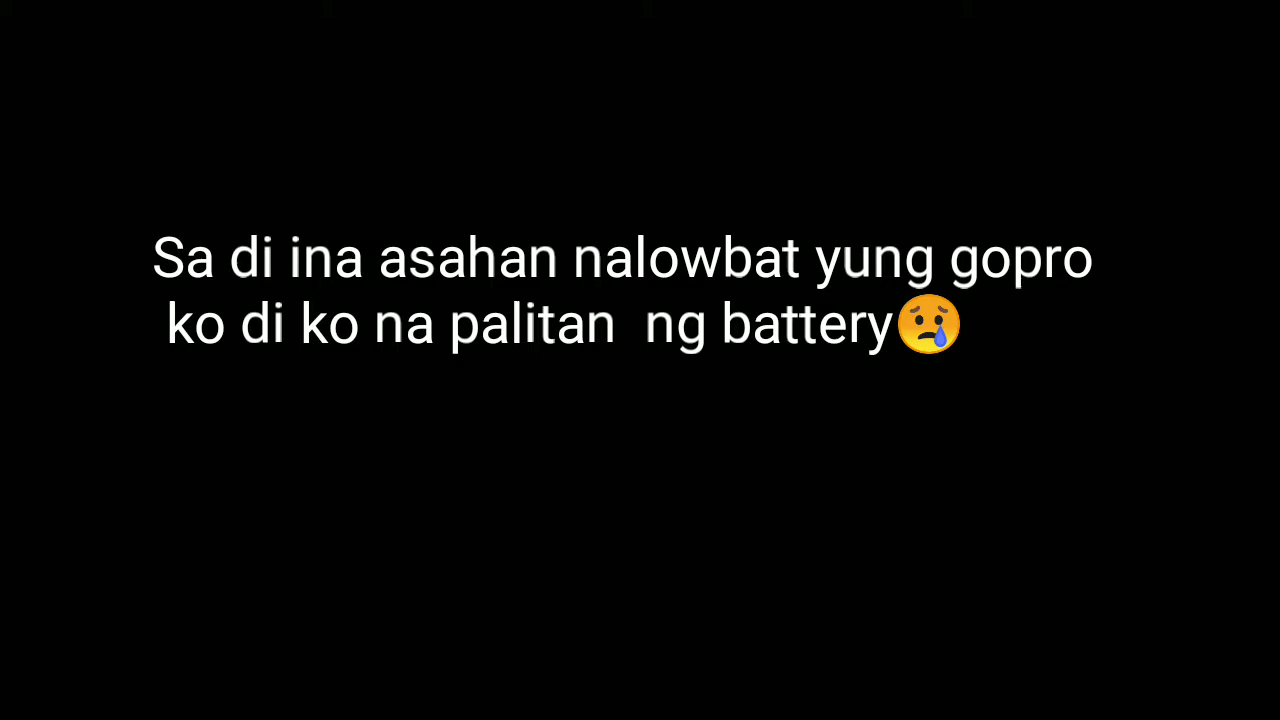 Sa di ina asahan nalowbat yung gopro
ko di ko na palitan ng battery😢